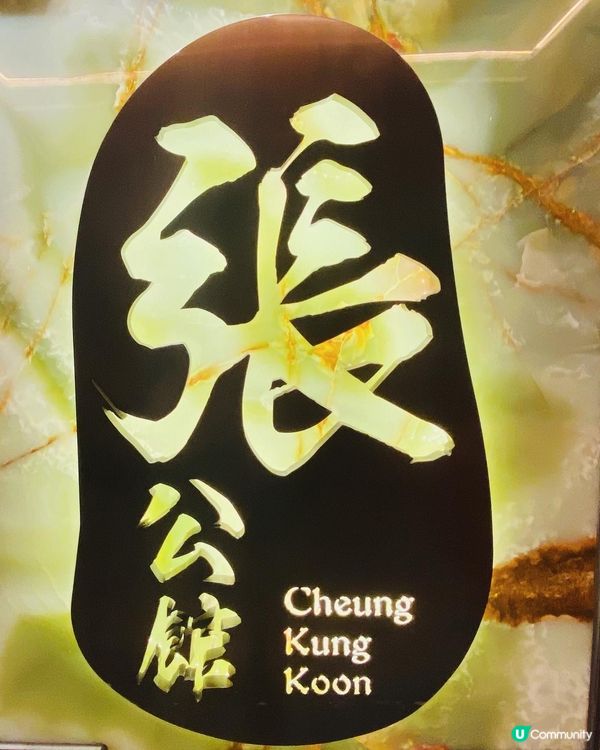 張
公
館
Cheung
Kung
Koon
U Community